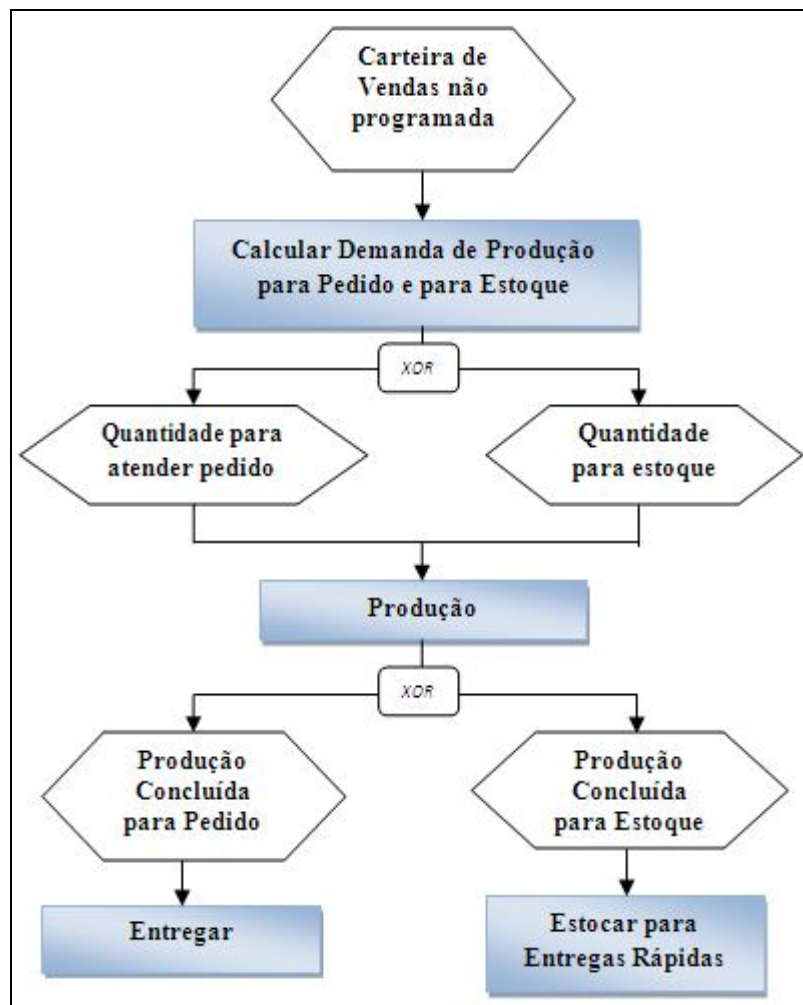 Carteira de
Vendas não
programada
Calcular Demanda de Produção
para Pedido e para Estoque
XOR
Quantidade para
atender pedido
Quantidade
para estoque
Produção
XOR
Produção
Concluída
para Pedido
Produção
Concluída
para Estoque
Entregar
Estocar para
Entregas Rápidas